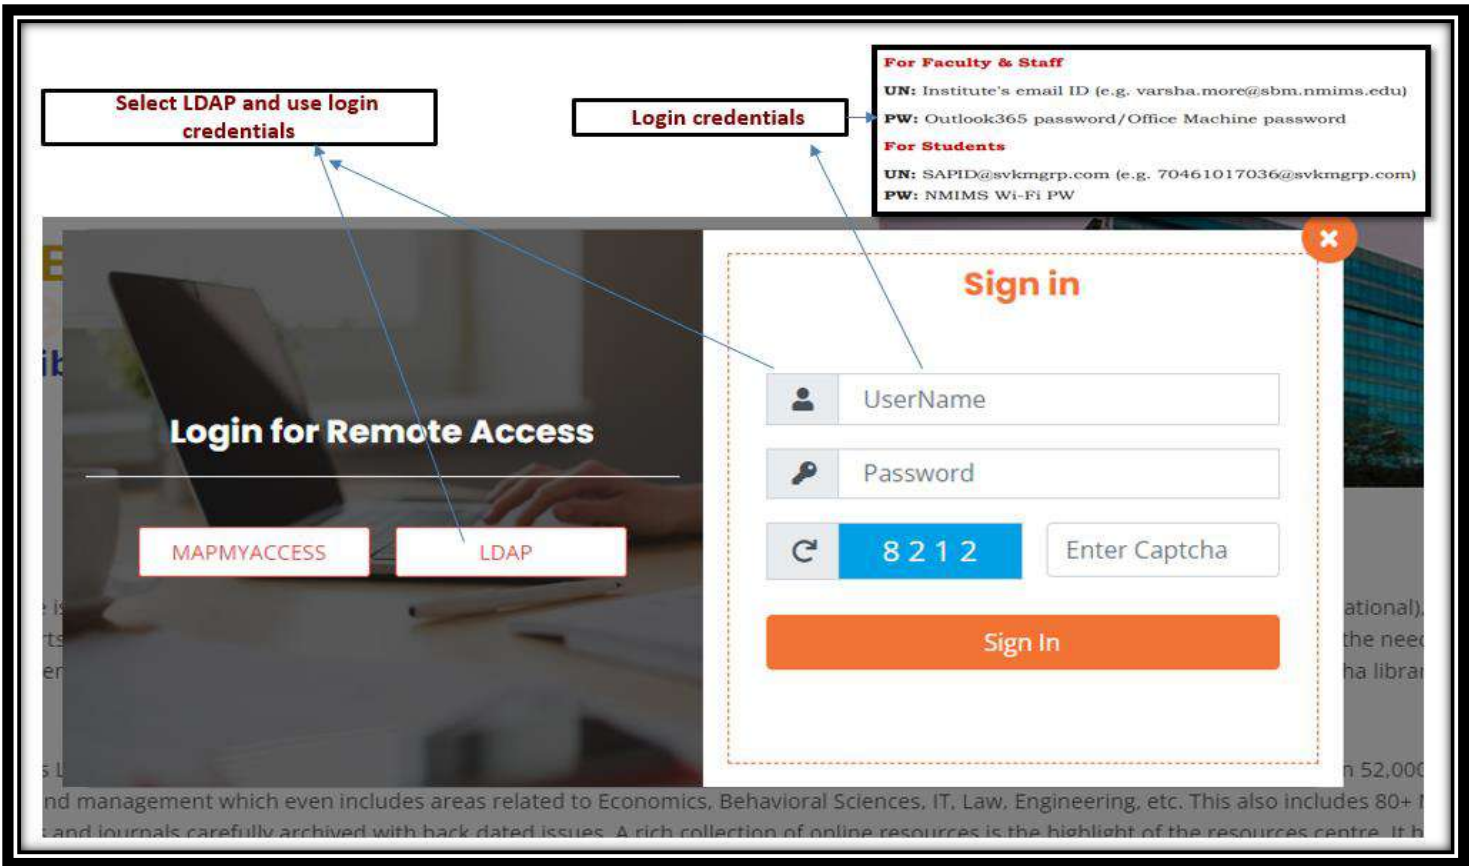 For Faculty & Staff
UN: Institute's email ID (e.g. varsha.more@sbm.nmims.edu)
PW: Outlook365 password/Office Machine password
For Students
UN: SAPID@svkmgrp.com (e.g. 70461017036@svkmgrp.com)
PW: NMIMS Wi-Fi PW
Select LDAP and use login
credentials
Login credentials
Sign in
UserName
Login for Remote Access
Password
MAPMYACCESS
LDAP
8 2 1 2
Enter Captcha
Sign In
ational).
the need
n 52,000
nd management which even includes areas related to Economics, Behavioral Sciences, IT, Law, Engineering, etc. This also includes 80+
s and journals carefully archived with back dated issues. A rich collection of online resources is the highlight of the resources centre. It h